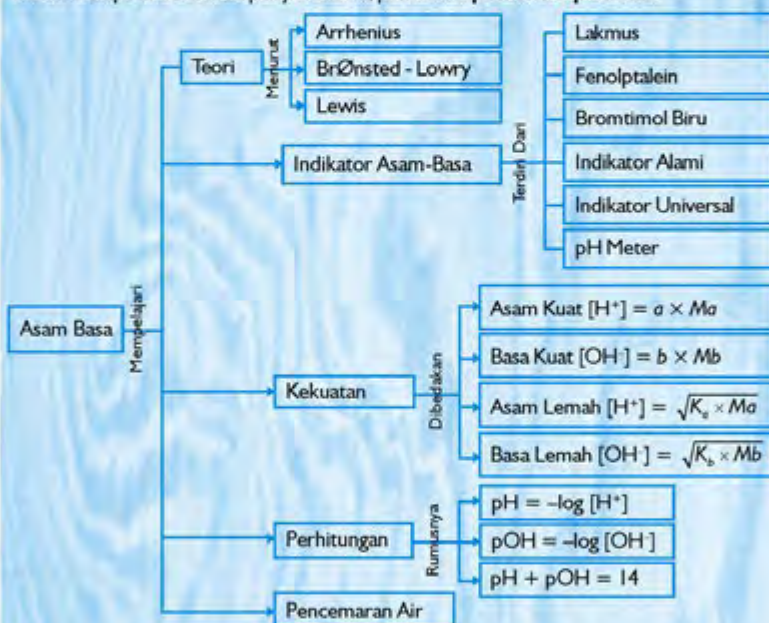 Teori
Menurut
Arrhenius
BrØnsted - Lowry
Lewis
Indikator Asam-Basa
Terdiri Dari
Lakmus
Fenolptalein
Bromtimol Biru
Indikator Alami
Indikator Universal
pH Meter
Asam Basa
Mempelajari
Kekuatan
Dibedakan
Asam Kuat [H⁺] = a × Ma
Basa Kuat [OH⁻] = b × Mb
Asam Lemah [H⁺] = √(Kₐ × Ma)
Basa Lemah [OH⁻] = √(K_b × Mb)
Perhitungan
Rumusnya
pH = –log [H⁺]
pOH = –log [OH⁻]
pH + pOH = 14
Pencemaran Air